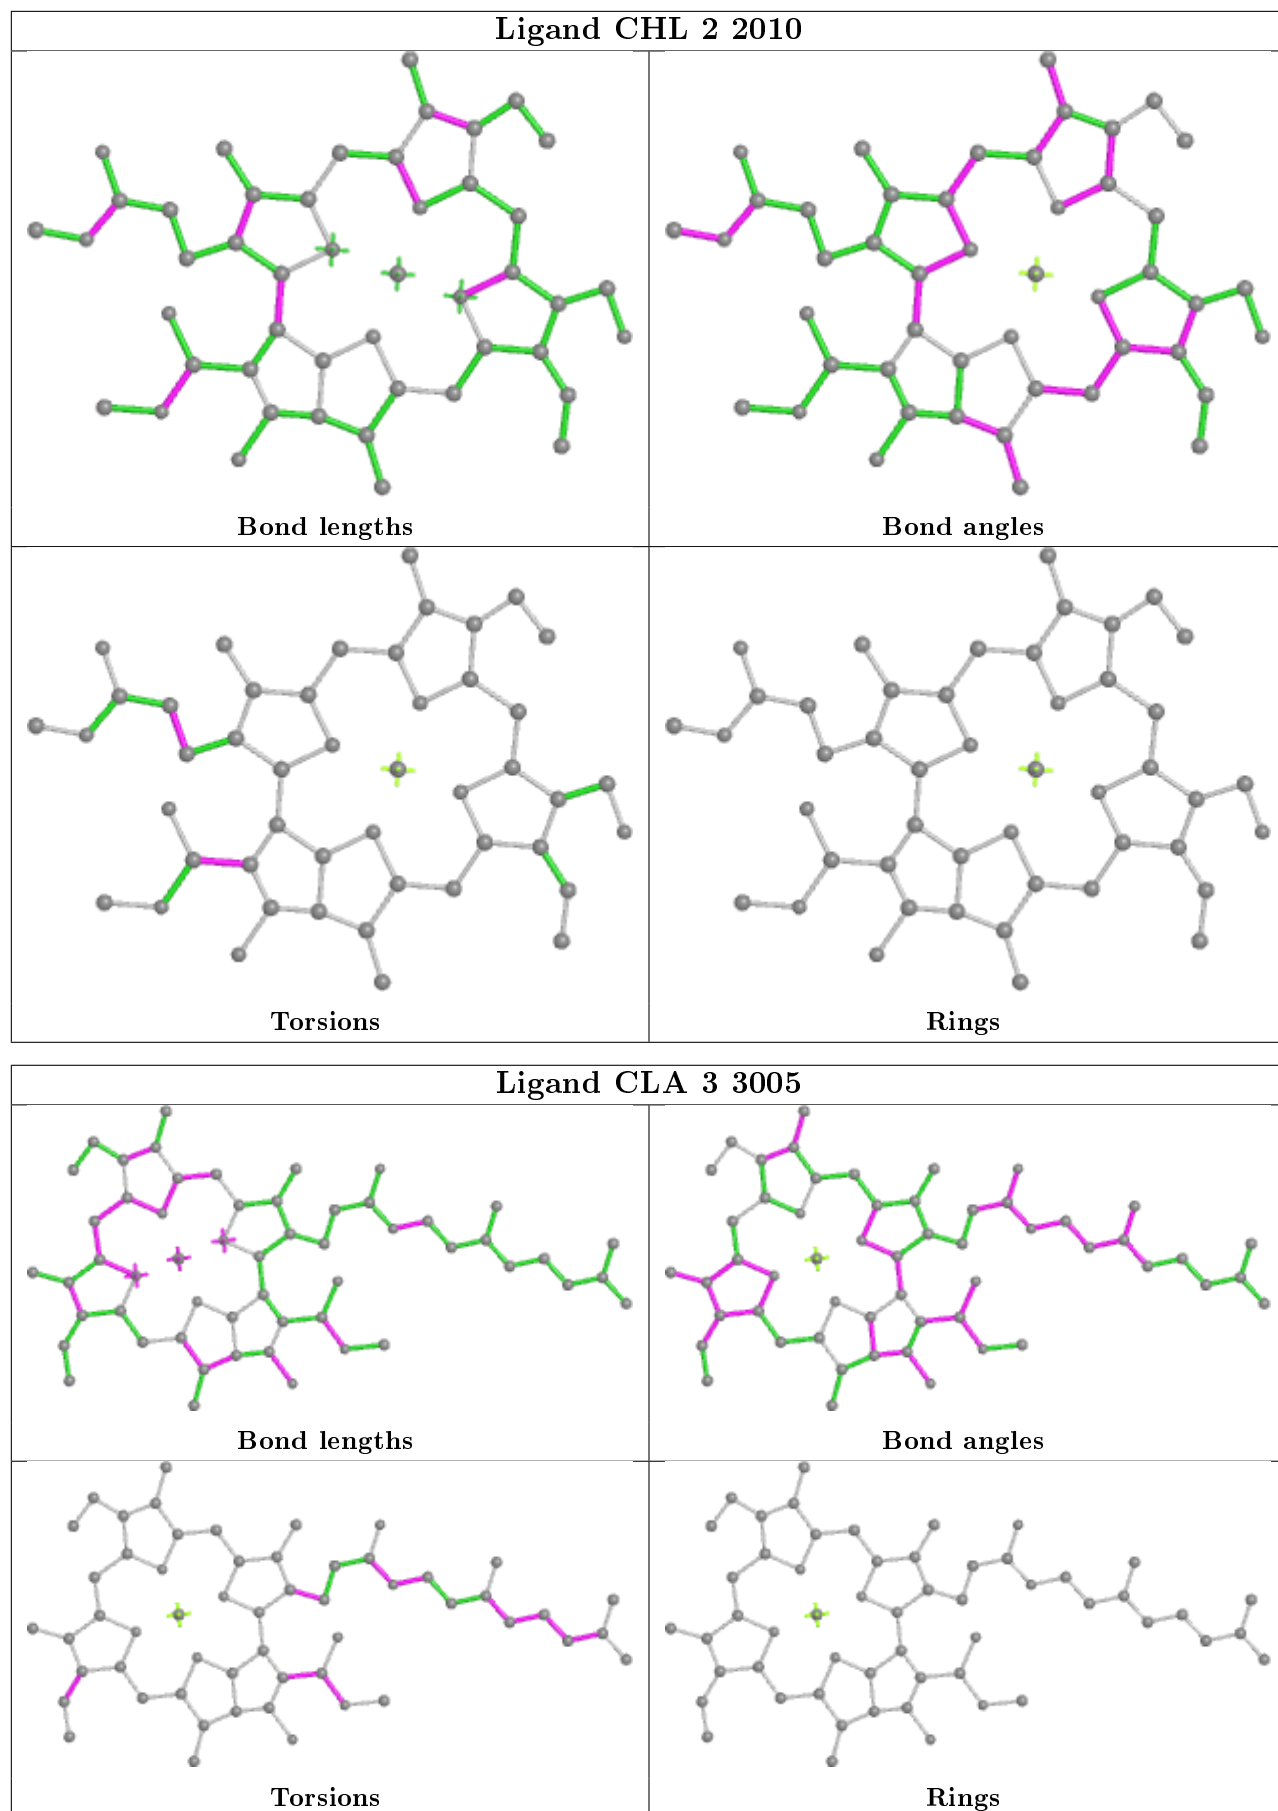 Ligand CHL 2 2010
Bond lengths
Bond angles
Torsions
Rings
Ligand CLA 3 3005
Bond lengths
Bond angles
Torsions
Rings